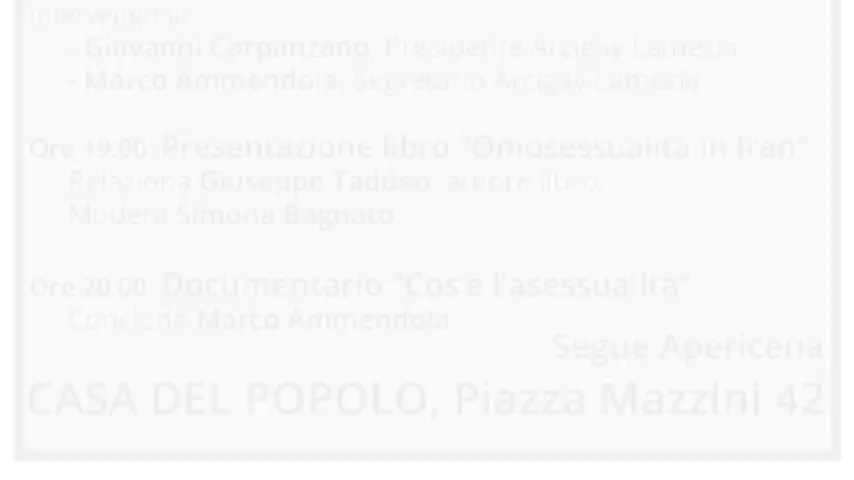 Intervengono:
- Giovanni Carpanzano, Presidente Arcigay Lamezia
- Marco Ammendola, Segretario Arcigay Lamezia
Ore 19:00: Presentazione libro "Omosessualità in Iran"
Relaziona Giuseppe Taddeo, autore libro.
Modera Simona Bagnato
Ore 20:00: Documentario "Cos'è l'asessualità"
Conclude Marco Ammendola
Segue Apericena
CASA DEL POPOLO, Piazza Mazzini 42